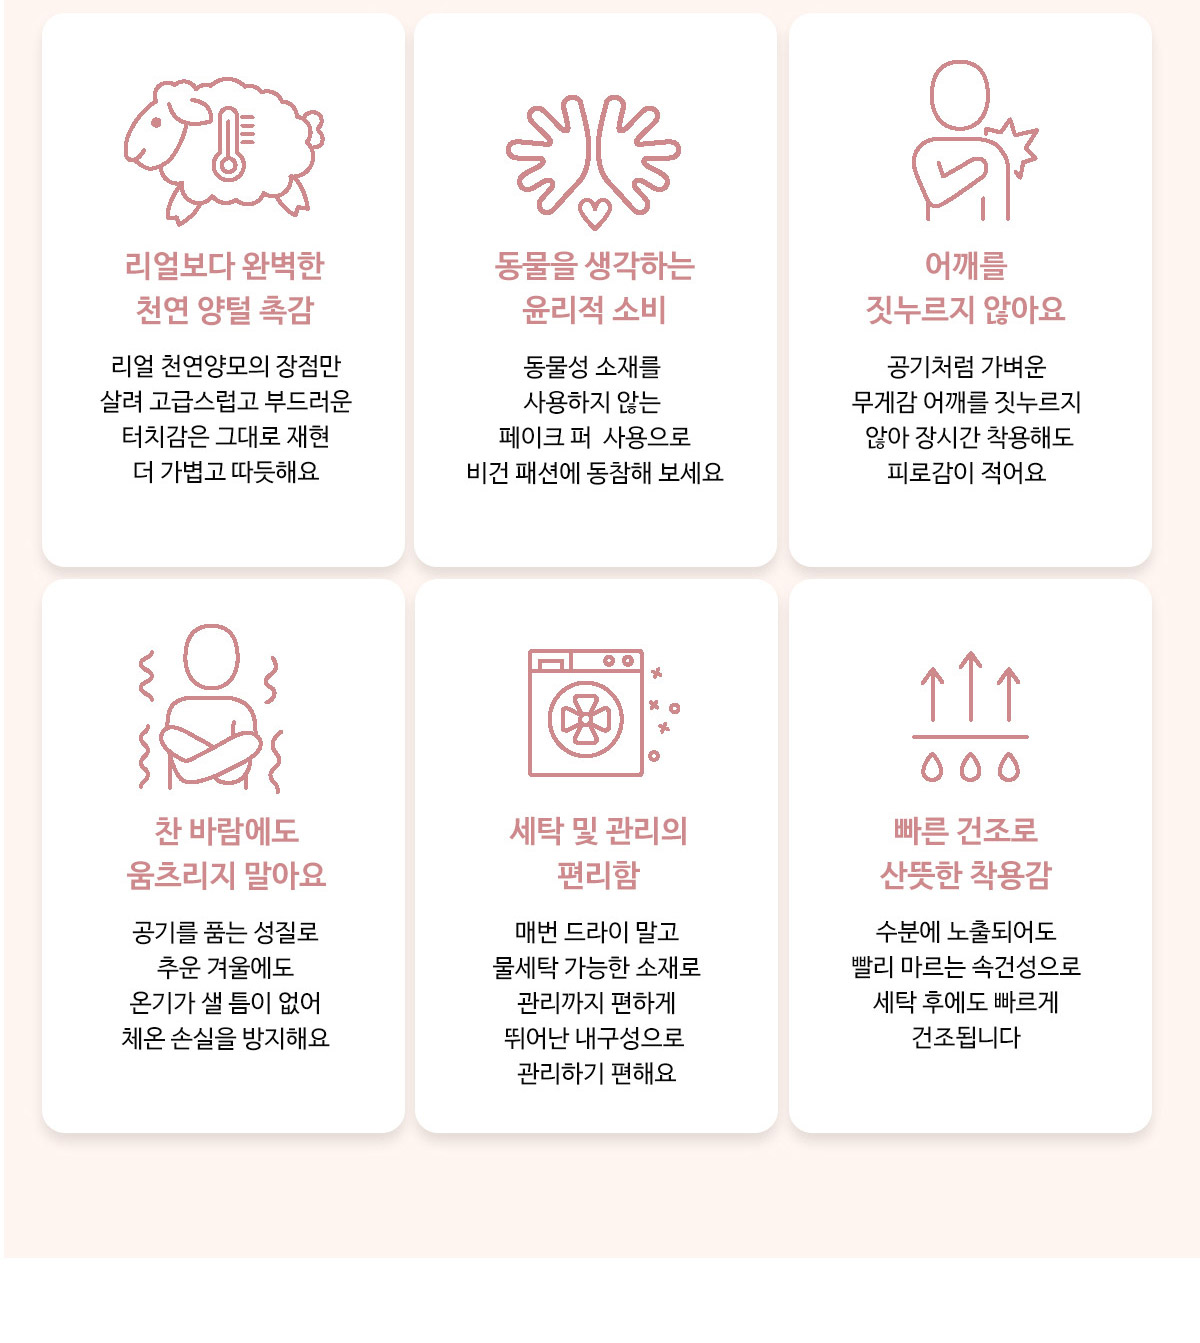 리얼보다 완벽한
천연 양털 촉감
리얼 천연양모의 장점만
살려 고급스럽고 부드러운
터치감은 그대로 재현
더 가볍고 따듯해요
동물을 생각하는
윤리적 소비
동물성 소재를
사용하지 않는
페이크 퍼 사용으로
비건 패션에 동참해 보세요
어깨를
짓누르지 않아요
공기처럼 가벼운
무게감 어깨를 짓누르지
않아 장시간 착용해도
피로감이 적어요
찬 바람에도
움츠리지 말아요
공기를 품는 성질로
추운 겨울에도
온기가 샐 틈이 없어
체온 손실을 방지해요
세탁 및 관리의
편리함
매번 드라이 말고
물세탁 가능한 소재로
관리까지 편하게
뛰어난 내구성으로
관리하기 편해요
빠른 건조로
산뜻한 착용감
수분에 노출되어도
빨리 마르는 속건성으로
세탁 후에도 빠르게
건조됩니다